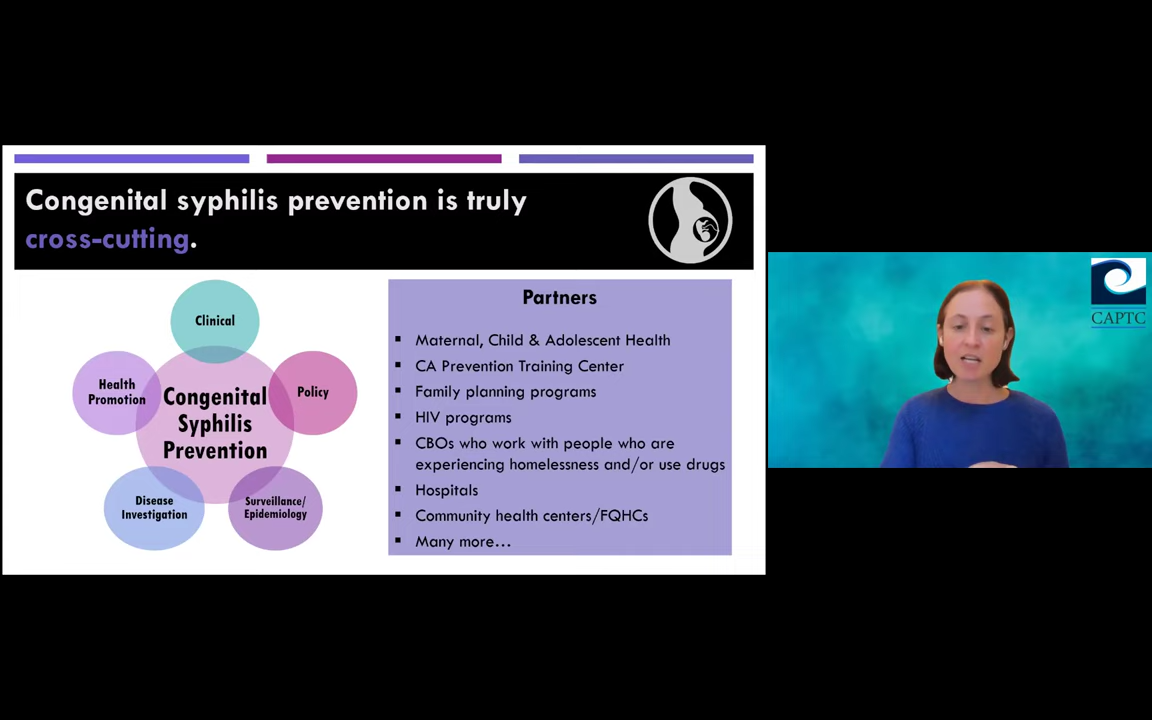 Congenital syphilis prevention is truly
cross-cutting.
Clinical
Health
Promotion
Policy
Congenital
Syphilis
Prevention
Disease
Investigation
Surveillance/
Epidemiology
Partners
▪ Maternal, Child & Adolescent Health
▪ CA Prevention Training Center
▪ Family planning programs
▪ HIV programs
▪ CBOs who work with people who are
experiencing homelessness and/or use drugs
▪ Hospitals
▪ Community health centers/FQHCs
▪ Many more…
CAPTC